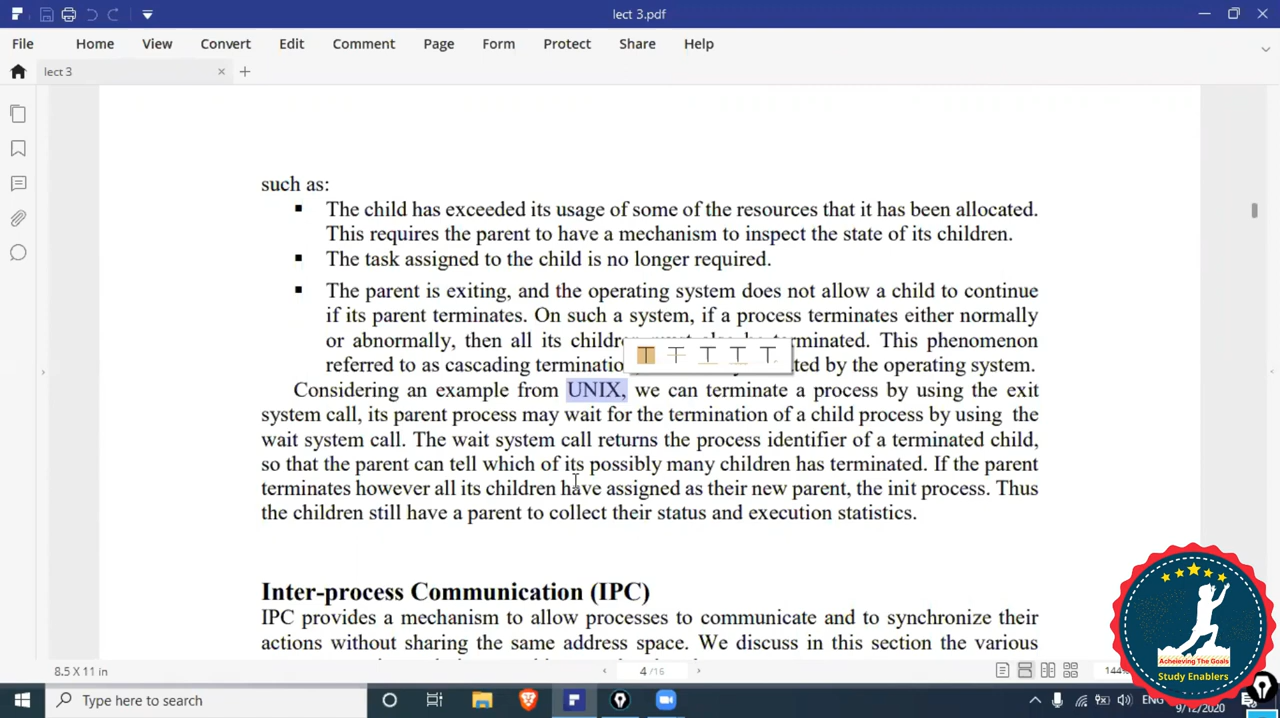 lect 3.pdf
File Home View Convert Edit Comment Page Form Protect Share Help
lect 3
such as:
The child has exceeded its usage of some of the resources that it has been allocated.
This requires the parent to have a mechanism to inspect the state of its children.
The task assigned to the child is no longer required.
The parent is exiting, and the operating system does not allow a child to continue
if its parent terminates. On such a system, if a process terminates either normally
or abnormally, then all its be terminated. This phenomenon
referred to as cascading by the operating system.
Considering an example from UNIX, we can terminate a process by using the exit
system call, its parent process may wait for the termination of a child process by using the
wait system call. The wait system call returns the process identifier of a terminated child,
so that the parent can tell which of its possibly many children has terminated. If the parent
terminates however all its children have assigned as their new parent, the init process. Thus
the children still have a parent to collect their status and execution statistics.
Inter-process Communication (IPC)
IPC provides a mechanism to allow processes to communicate and to synchronize their
actions without sharing the same address space. We discuss in this section the various
Acheieving The Goals
Study Enablers
8.5 X 11 in
4 /16
144%
Type here to search
ENG
9/12/2020